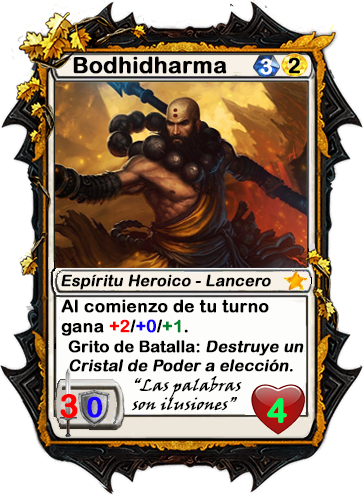 Bodhidharma 3 2
Espíritu Heroico - Lancero
Al comienzo de tu turno
gana +2/+0/+1.
Grito de Batalla: Destruye un
Cristal de Poder a elección.
"Las palabras
son ilusiones"
3 0 4